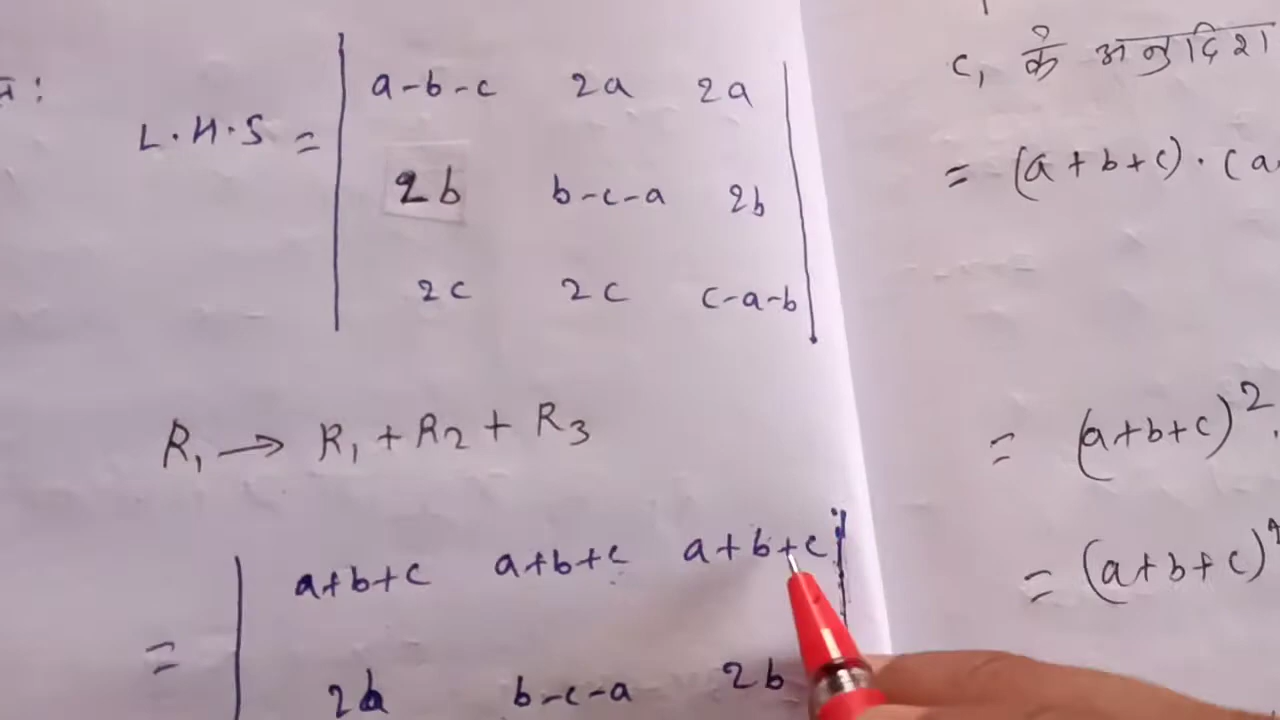 L.H.S = | a-b-c 2a 2a |
| 2b b-c-a 2b |
| 2c 2c c-a-b |
R₁ → R₁ + R₂ + R₃
= | a+b+c a+b+c a+b+c |
2b b-c-a 2b
c₁ के अनुदिश
= (a+b+c) · (a
= (a+b+c)² ·
= (a+b+c)